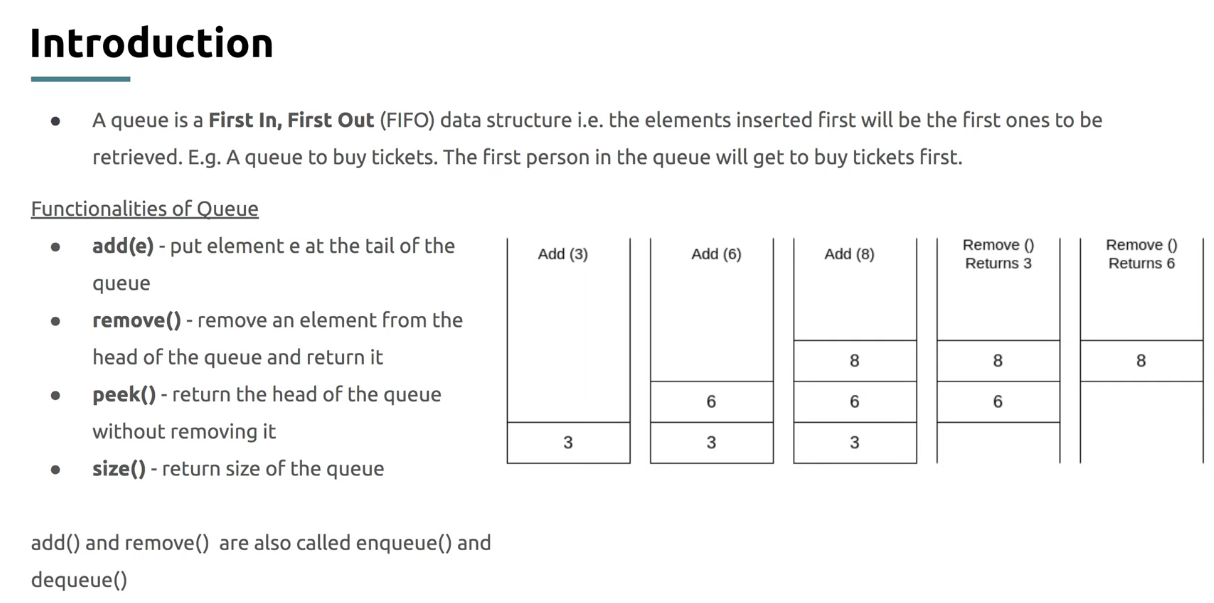 Introduction
● A queue is a First In, First Out (FIFO) data structure i.e. the elements inserted first will be the first ones to be
retrieved. E.g. A queue to buy tickets. The first person in the queue will get to buy tickets first.
Functionalities of Queue
● add(e) - put element e at the tail of the
queue
● remove() - remove an element from the
head of the queue and return it
● peek() - return the head of the queue
without removing it
● size() - return size of the queue
add() and remove()  are also called enqueue() and
dequeue()
Add (3)
3
Add (6)
6
3
Add (8)
8
6
3
Remove ()
Returns 3
8
6
Remove ()
Returns 6
8